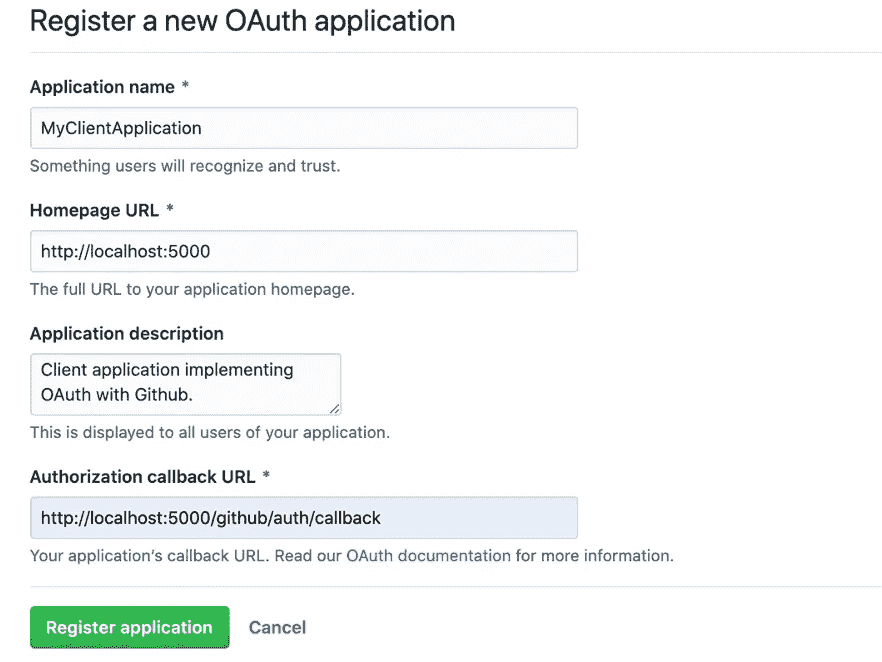 Register a new OAuth application
Application name *
MyClientApplication
Something users will recognize and trust.
Homepage URL *
http://localhost:5000
The full URL to your application homepage.
Application description
Client application implementing
OAuth with Github.
This is displayed to all users of your application.
Authorization callback URL *
http://localhost:5000/github/auth/callback
Your application's callback URL. Read our OAuth documentation for more information.
Register application Cancel